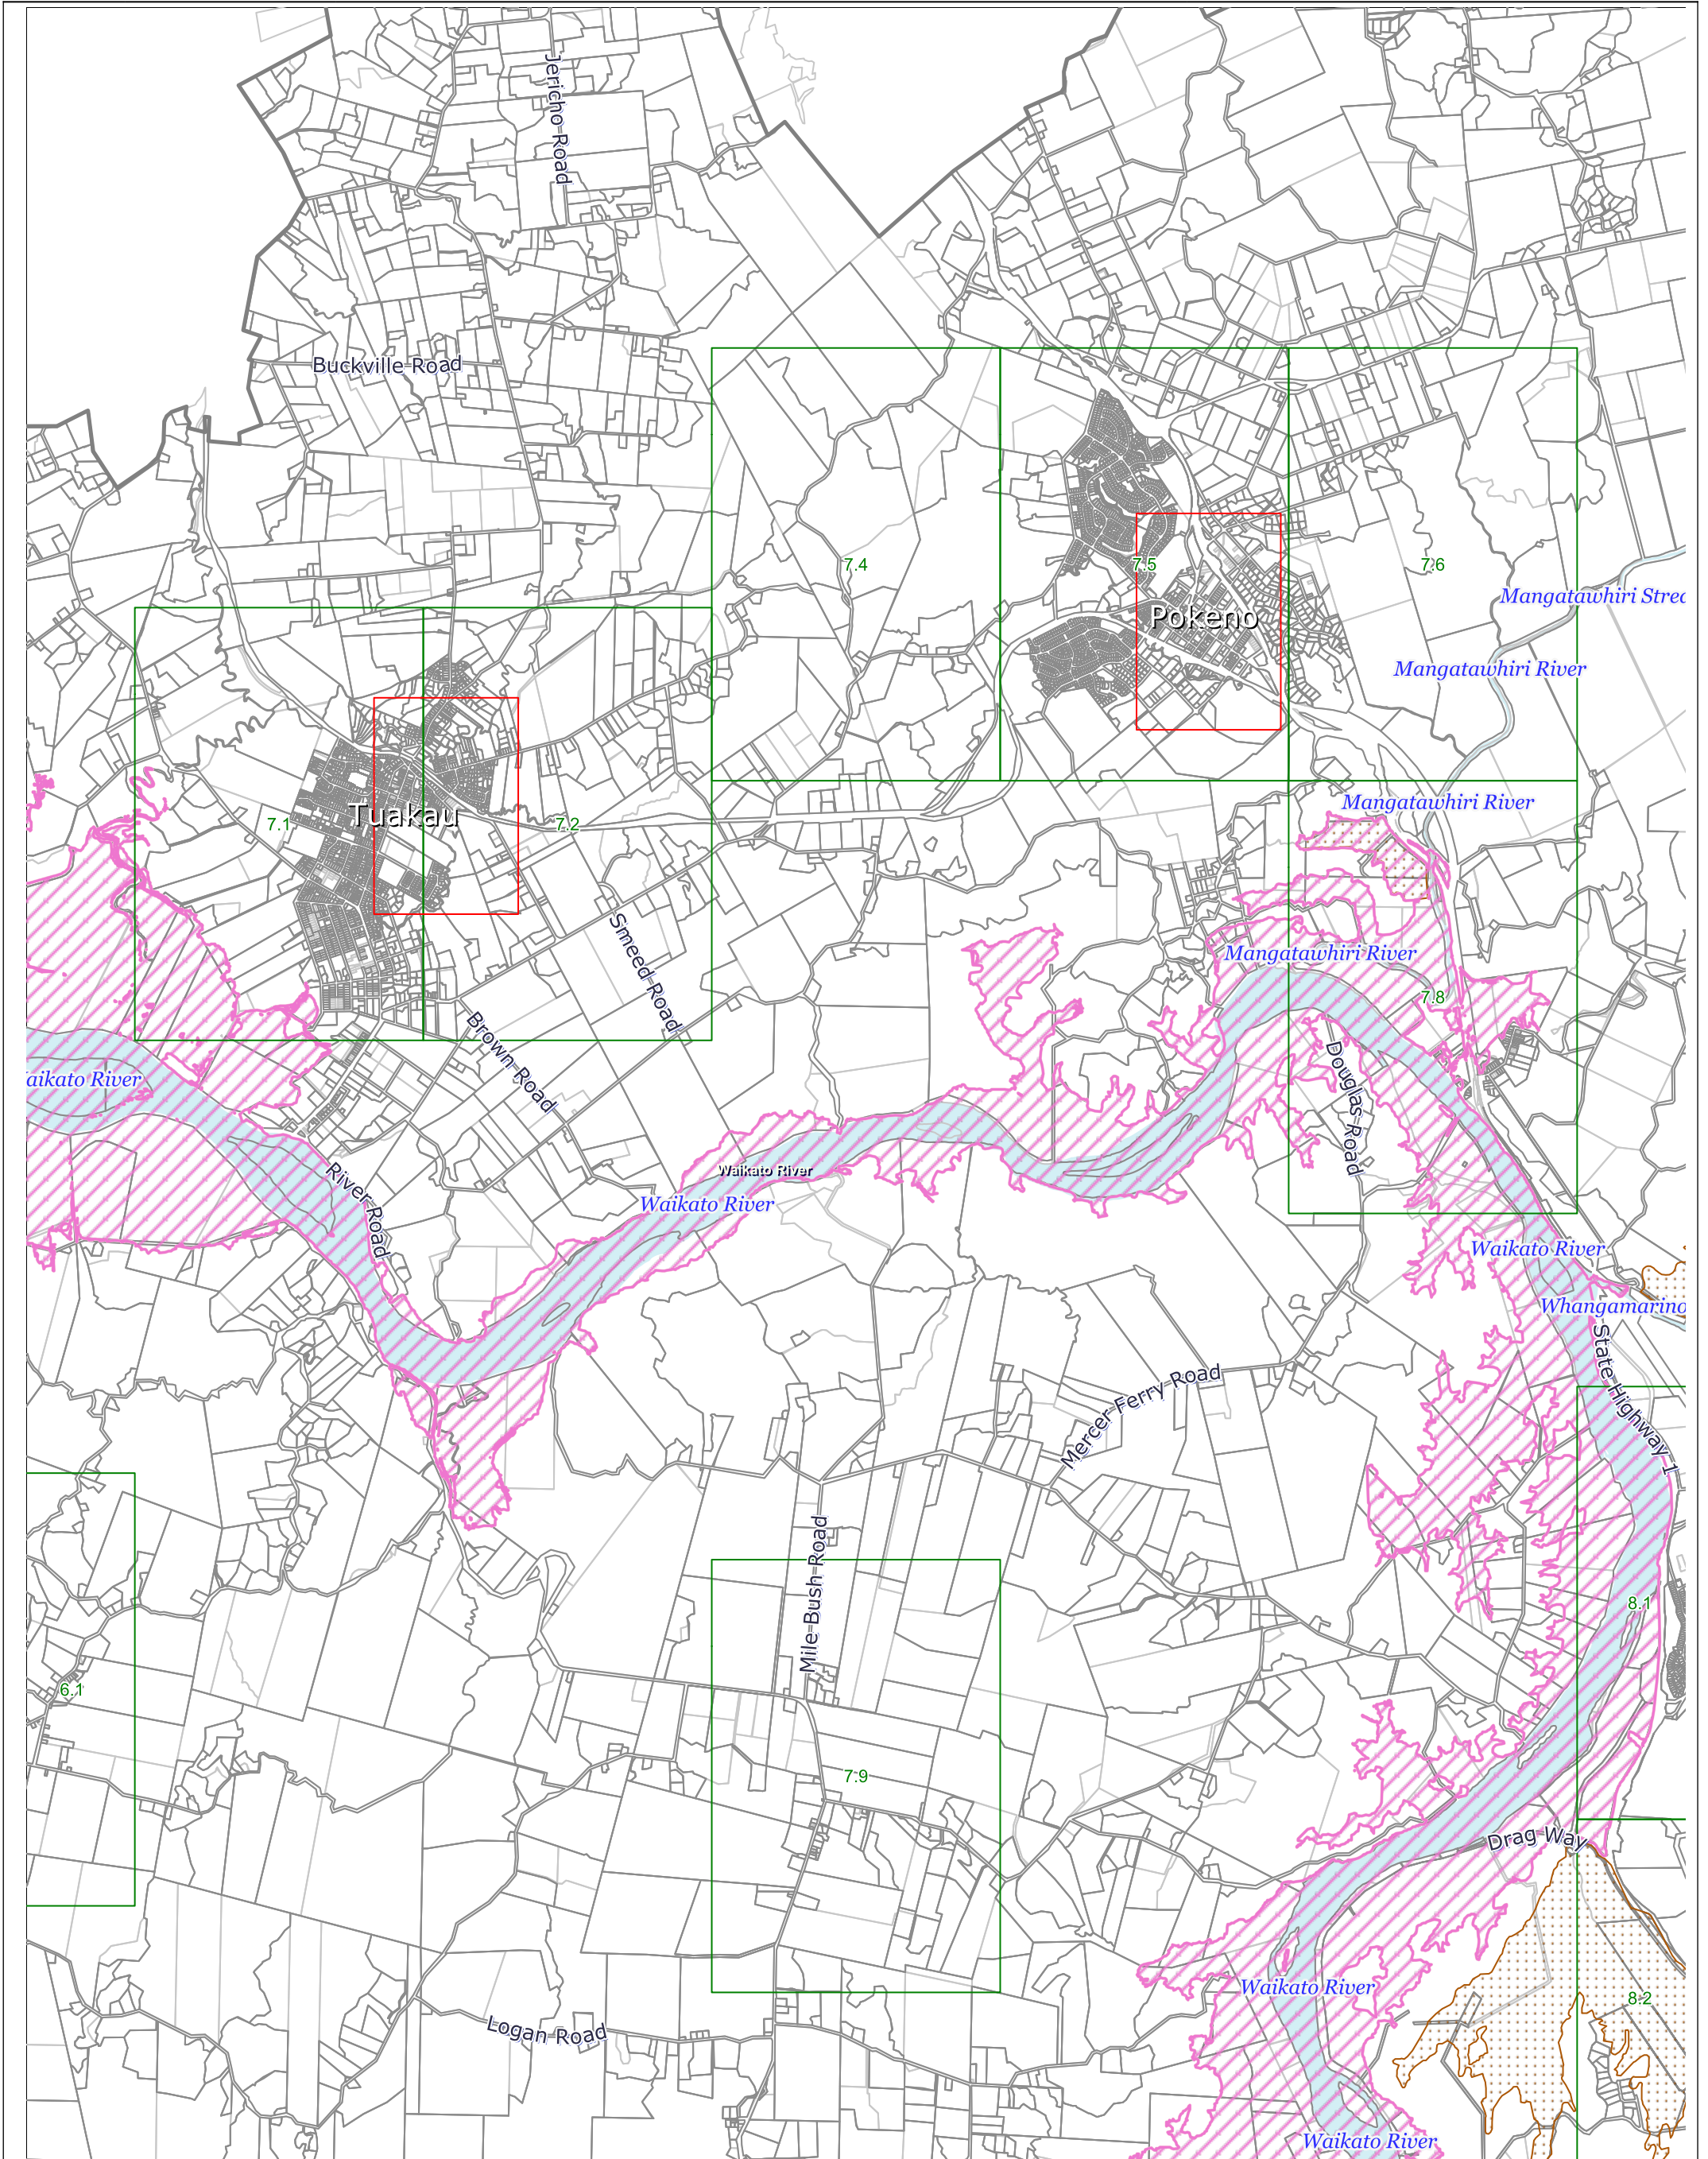 Jericho Road
Buckville Road
7.4
7.5
7.6
Mangatawhiri Strea
Pokeno
Mangatawhiri River
Mangatawhiri River
Tuakau
7.1
7.2
Smeed Road
Mangatawhiri River
7.8
Brown Road
aikato River
Douglas Road
River Road
Waikato River
Waikato River
Waikato River
Whangamarino
State Highway 1
Mercer Ferry Road
Mile Bush Road
8.1
6.1
7.9
Drag Way
Waikato River
8.2
Logan Road
Waikato River